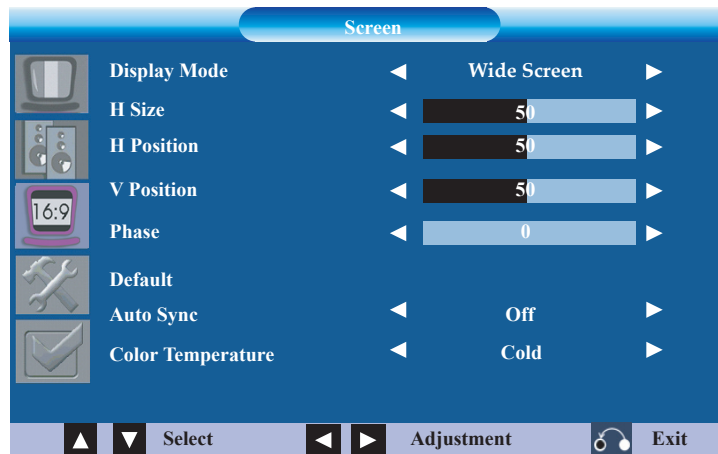 Screen
Display Mode Wide Screen
H Size 50
H Position 50
V Position 50
16:9
Phase 0
Default
Auto Sync Off
Color Temperature Cold
Select Adjustment Exit